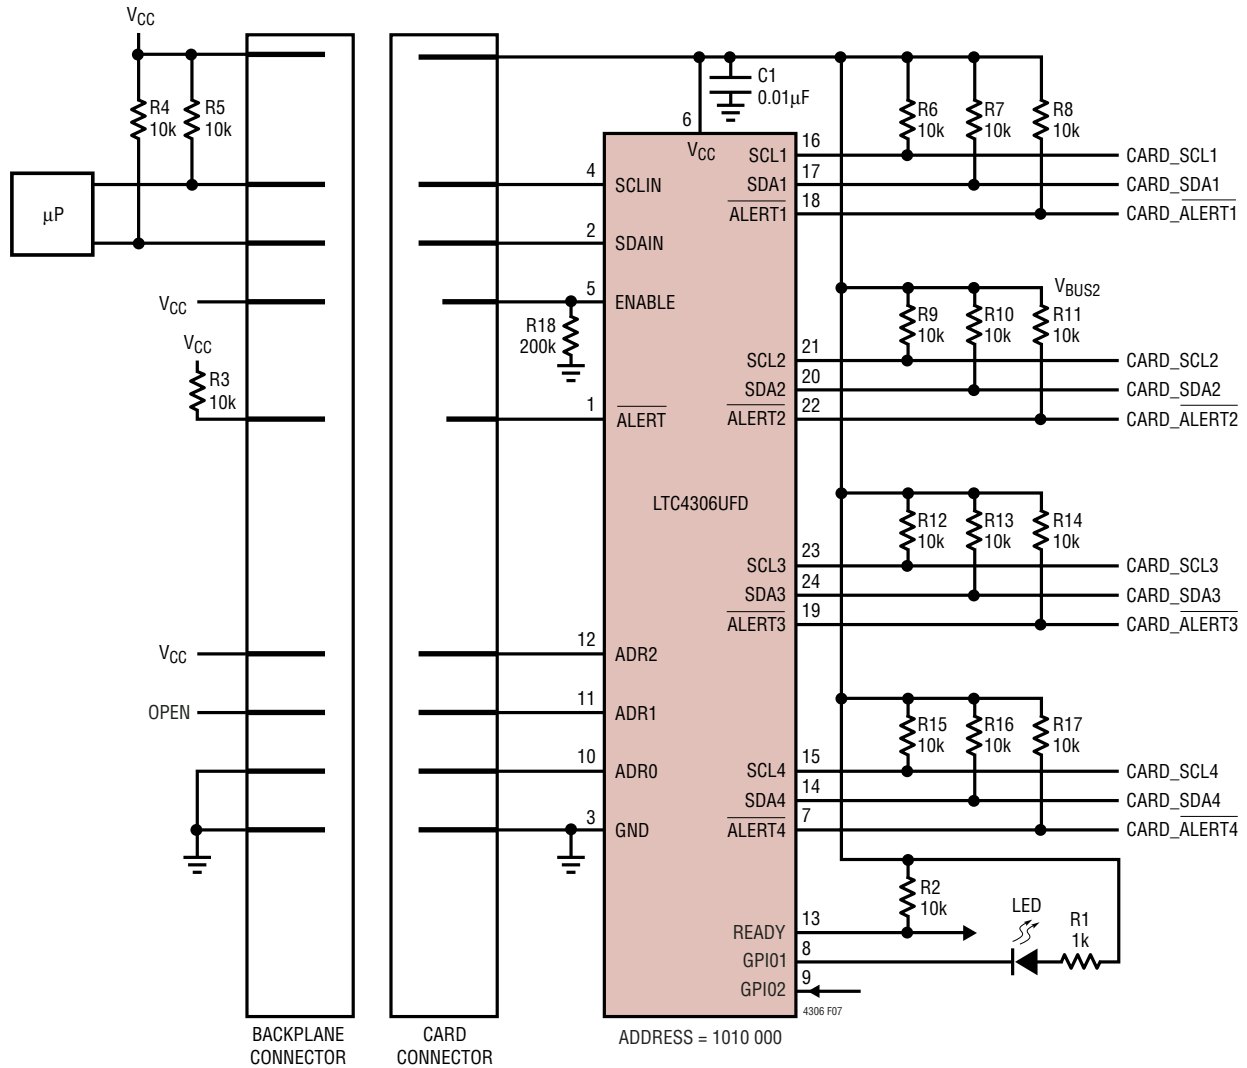 VCC
R4
10k
R5
10k
μP
VCC
VCC
R3
10k
VCC
OPEN
BACKPLANE
CONNECTOR
CARD
CONNECTOR
C1
0.01μF
6
VCC
4
SCLIN
2
SDAIN
5
ENABLE
R18
200k
1
ALERT
LTC4306UFD
12
ADR2
11
ADR1
10
ADR0
3
GND
ADDRESS = 1010 000
SCL1
16
SDA1
17
ALERT1
18
R6
10k
R7
10k
R8
10k
CARD_SCL1
CARD_SDA1
CARD_ALERT1
VBUS2
R9
10k
R10
10k
R11
10k
SCL2
21
SDA2
20
ALERT2
22
CARD_SCL2
CARD_SDA2
CARD_ALERT2
R12
10k
R13
10k
R14
10k
SCL3
23
SDA3
24
ALERT3
19
CARD_SCL3
CARD_SDA3
CARD_ALERT3
R15
10k
R16
10k
R17
10k
SCL4
15
SDA4
14
ALERT4
7
CARD_SCL4
CARD_SDA4
CARD_ALERT4
R2
10k
READY
13
GPIO1
8
GPIO2
9
LED
R1
1k
4306 F07